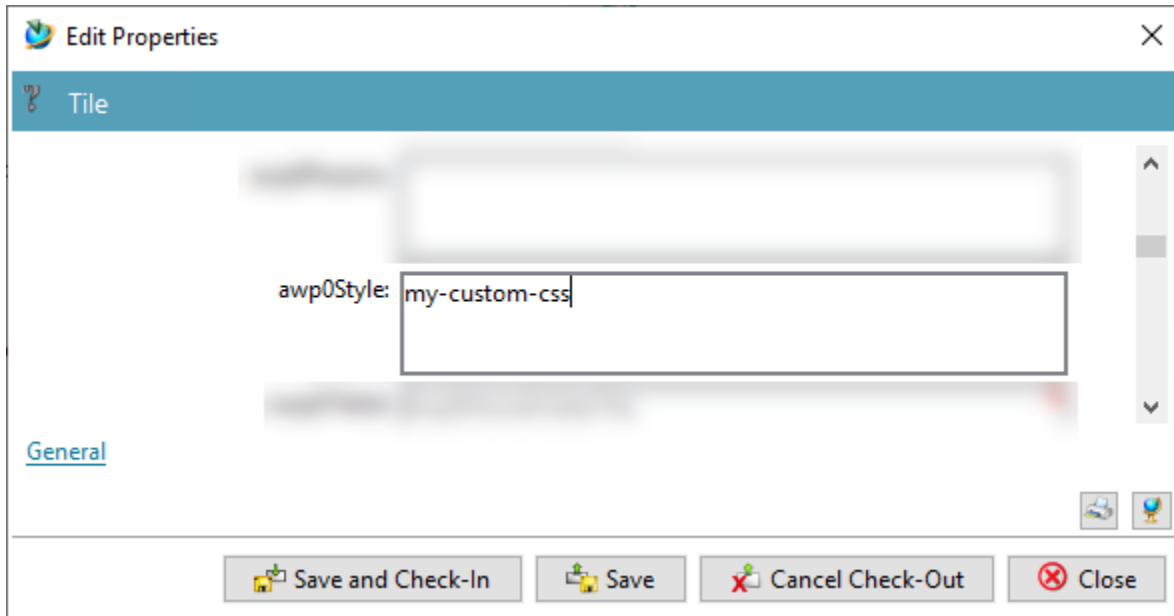 Edit Properties
Tile
awp0Style: my-custom-css
General
Save and Check-In Save Cancel Check-Out Close